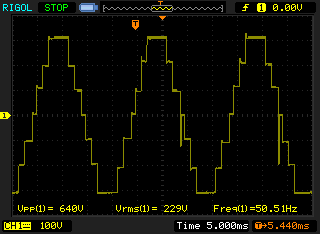 RIGOL STOP T f 1 0.00V
T
1
Vpp(1)= 640V Vrms(1)= 229V Freq(1)=50.51Hz
CH1 100V Time 5.000ms T→5.440ms